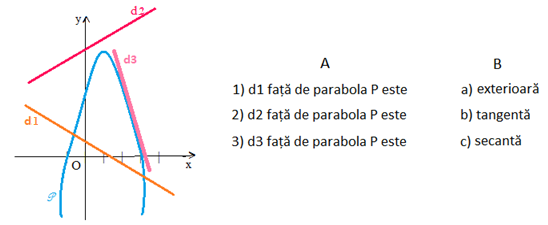 y
d2
d3
d1
O
x
𝒫
A
B
1) d1 față de parabola P este
a) exterioară
2) d2 față de parabola P este
b) tangentă
3) d3 față de parabola P este
c) secantă